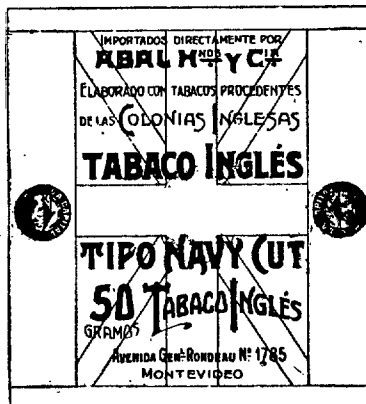 IMPORTADOS DIRECTAMENTE POR
ABAL HNOS Y CIA
ELABORADO CON TABACOS PROCEDENTES
DE LAS COLONIAS INGLESAS
TABACO INGLÉS
TIPO NAVY CUT
50 TABACO INGLÉS
GRAMOS
AVENIDA GENL RONDEAU Nº 1785
MONTEVIDEO